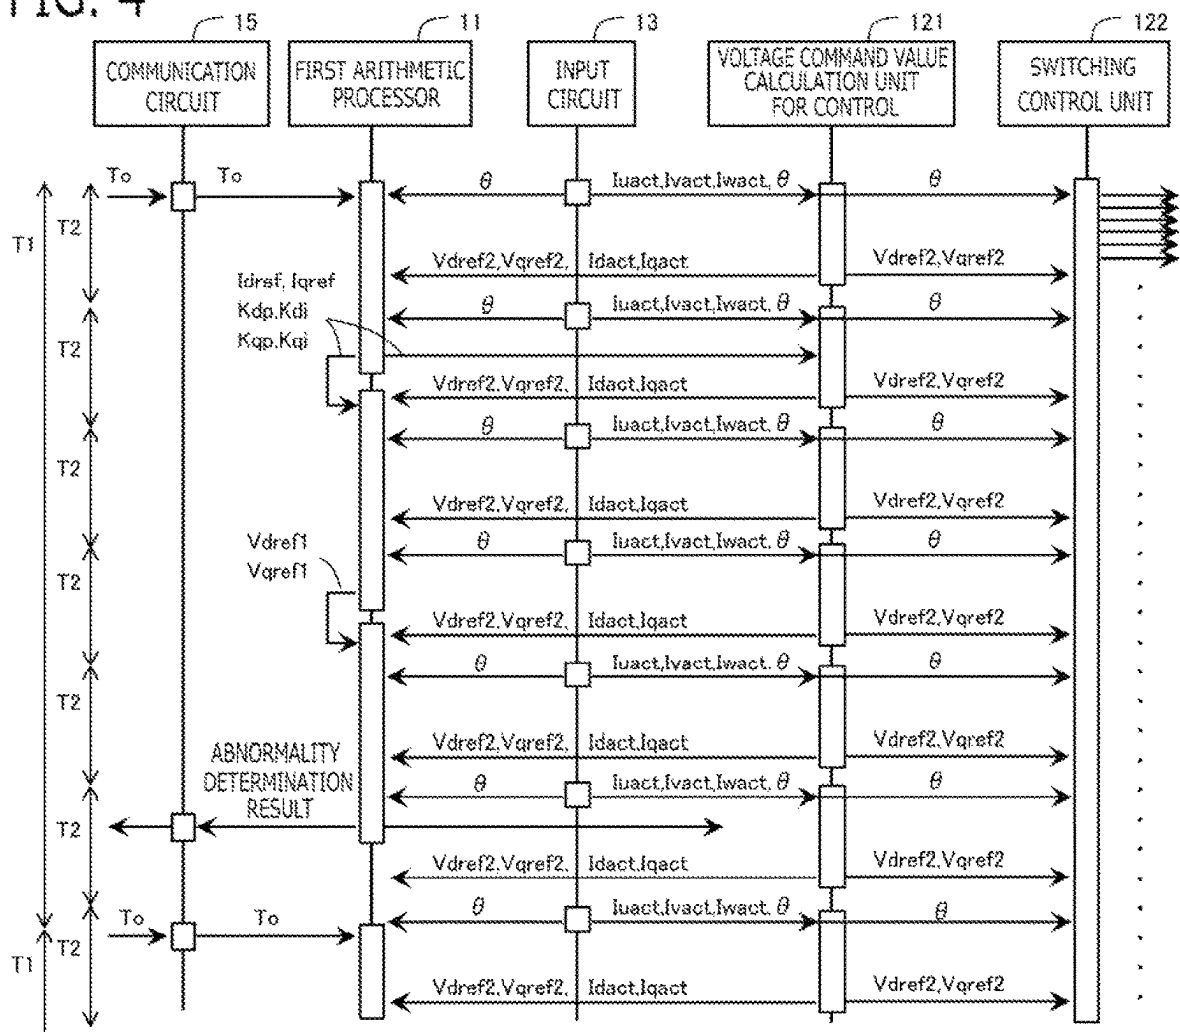 FIG. 4
15
11
13
121
122
COMMUNICATION
CIRCUIT
FIRST ARITHMETIC
PROCESSOR
INPUT
CIRCUIT
VOLTAGE COMMAND VALUE
CALCULATION UNIT
FOR CONTROL
SWITCHING
CONTROL UNIT
To To θ Iuact,Ivact,Iwact, θ θ
T1
T2
Vdref2,Vqref2, Idact,Iqact Vdref2,Vqref2
Idref, Iqref
Kdp,Kdi
Kqp,Kqi
θ Iuact,Ivact,Iwact, θ θ
T2
Vdref2,Vqref2, Idact,Iqact Vdref2,Vqref2
θ Iuact,Ivact,Iwact, θ θ
T2
Vdref2,Vqref2, Idact,Iqact Vdref2,Vqref2
Vdref1
Vqref1
θ Iuact,Ivact,Iwact, θ θ
T2
Vdref2,Vqref2, Idact,Iqact Vdref2,Vqref2
θ Iuact,Ivact,Iwact, θ θ
T2
Vdref2,Vqref2, Idact,Iqact Vdref2,Vqref2
ABNORMALITY
DETERMINATION
RESULT
θ Iuact,Ivact,Iwact, θ θ
T2
Vdref2,Vqref2, Idact,Iqact Vdref2,Vqref2
To To θ Iuact,Ivact,Iwact, θ θ
T2
T1
Vdref2,Vqref2, Idact,Iqact Vdref2,Vqref2